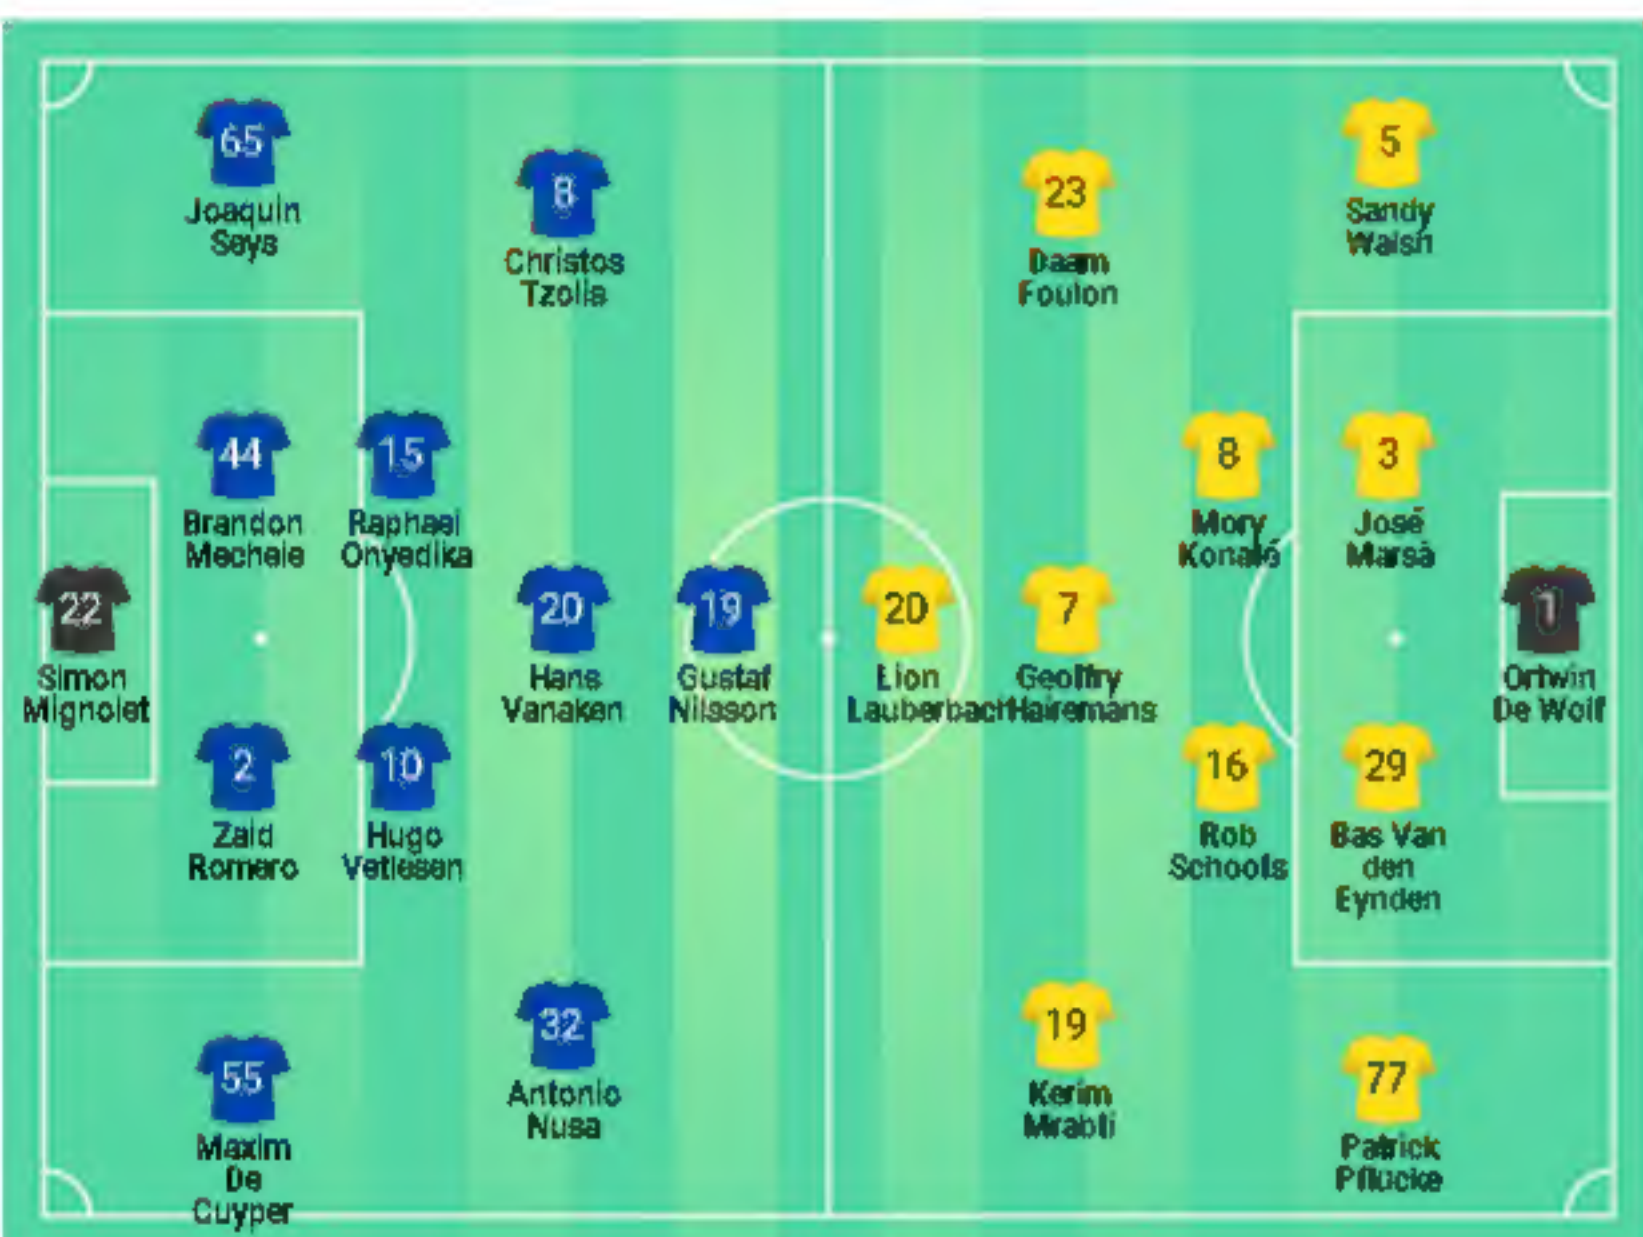 65
Joaquin
Seys
8
Christos
Tzolis
23
Daam
Foulon
5
Sandy
Walsh
44
Brandon
Mechele
15
Raphael
Onyedika
8
Mory
Konaté
3
José
Marsà
22
Simon
Mignolet
20
Hans
Vanaken
19
Gustaf
Nilsson
20
Lion
Lauberbach
7
Geoffry
Hairemans
1
Ortwin
De Wolf
2
Zaid
Romero
10
Hugo
Vetlesen
16
Rob
Schoofs
29
Bas Van
den
Eynden
32
Antonio
Nusa
19
Kerim
Mrabti
55
Maxim
De
Cuyper
77
Patrick
Pflücke